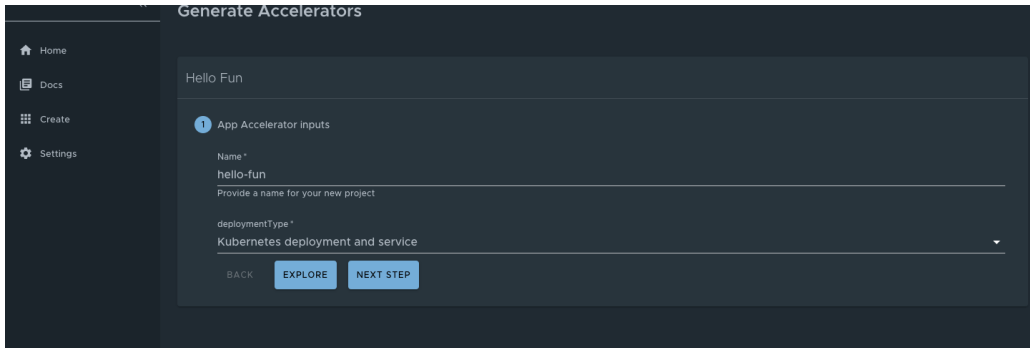 Generate Accelerators
Home
Docs
Create
Settings
Hello Fun
1 App Accelerator inputs
Name *
hello-fun
Provide a name for your new project
deploymentType *
Kubernetes deployment and service
BACK EXPLORE NEXT STEP